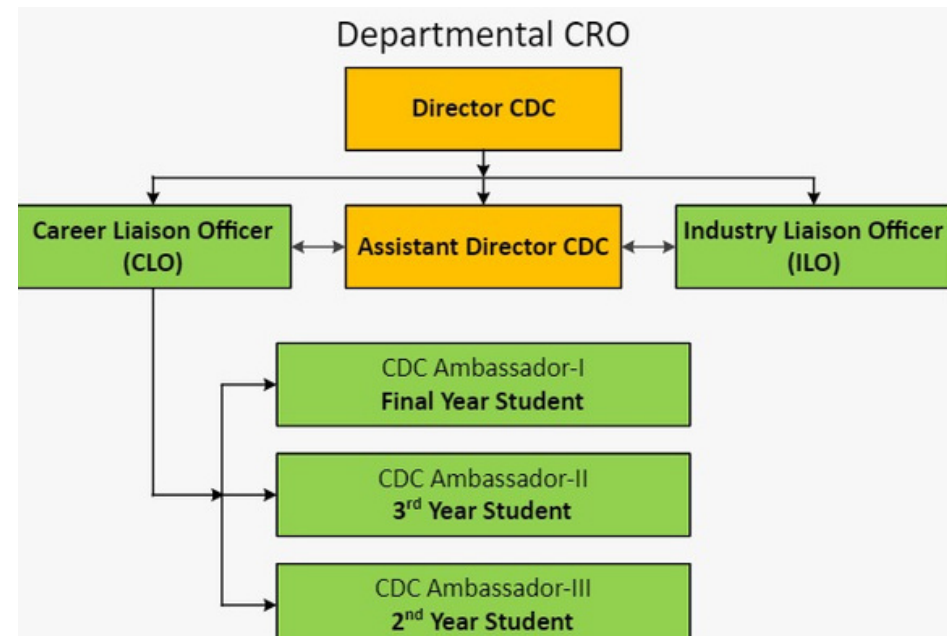 Departmental CRO
Director CDC
Career Liaison Officer
(CLO)
Assistant Director CDC
Industry Liaison Officer
(ILO)
CDC Ambassador-I
Final Year Student
CDC Ambassador-II
3rd Year Student
CDC Ambassador-III
2nd Year Student